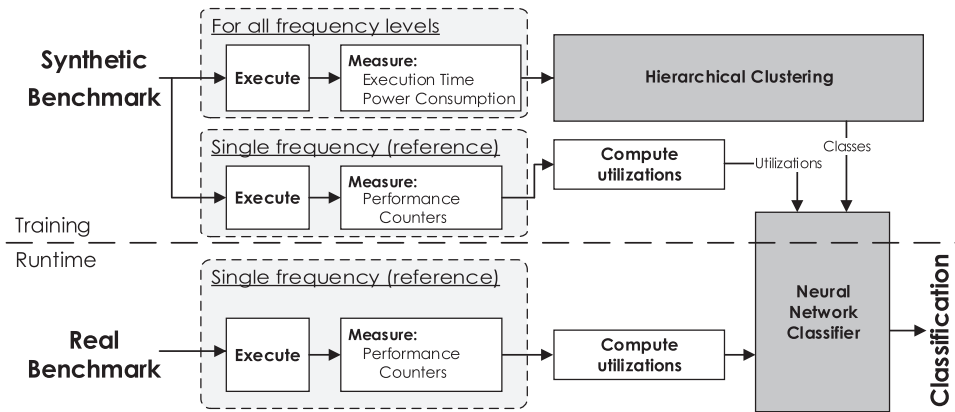 For all frequency levels
Synthetic
Benchmark
Execute
Measure:
Execution Time
Power Consumption
Hierarchical Clustering
Single frequency (reference)
Execute
Measure:
Performance
Counters
Compute
utilizations
Utilizations
Classes
Training
Runtime
Single frequency (reference)
Real
Benchmark
Execute
Measure:
Performance
Counters
Compute
utilizations
Neural
Network
Classifier
Classification